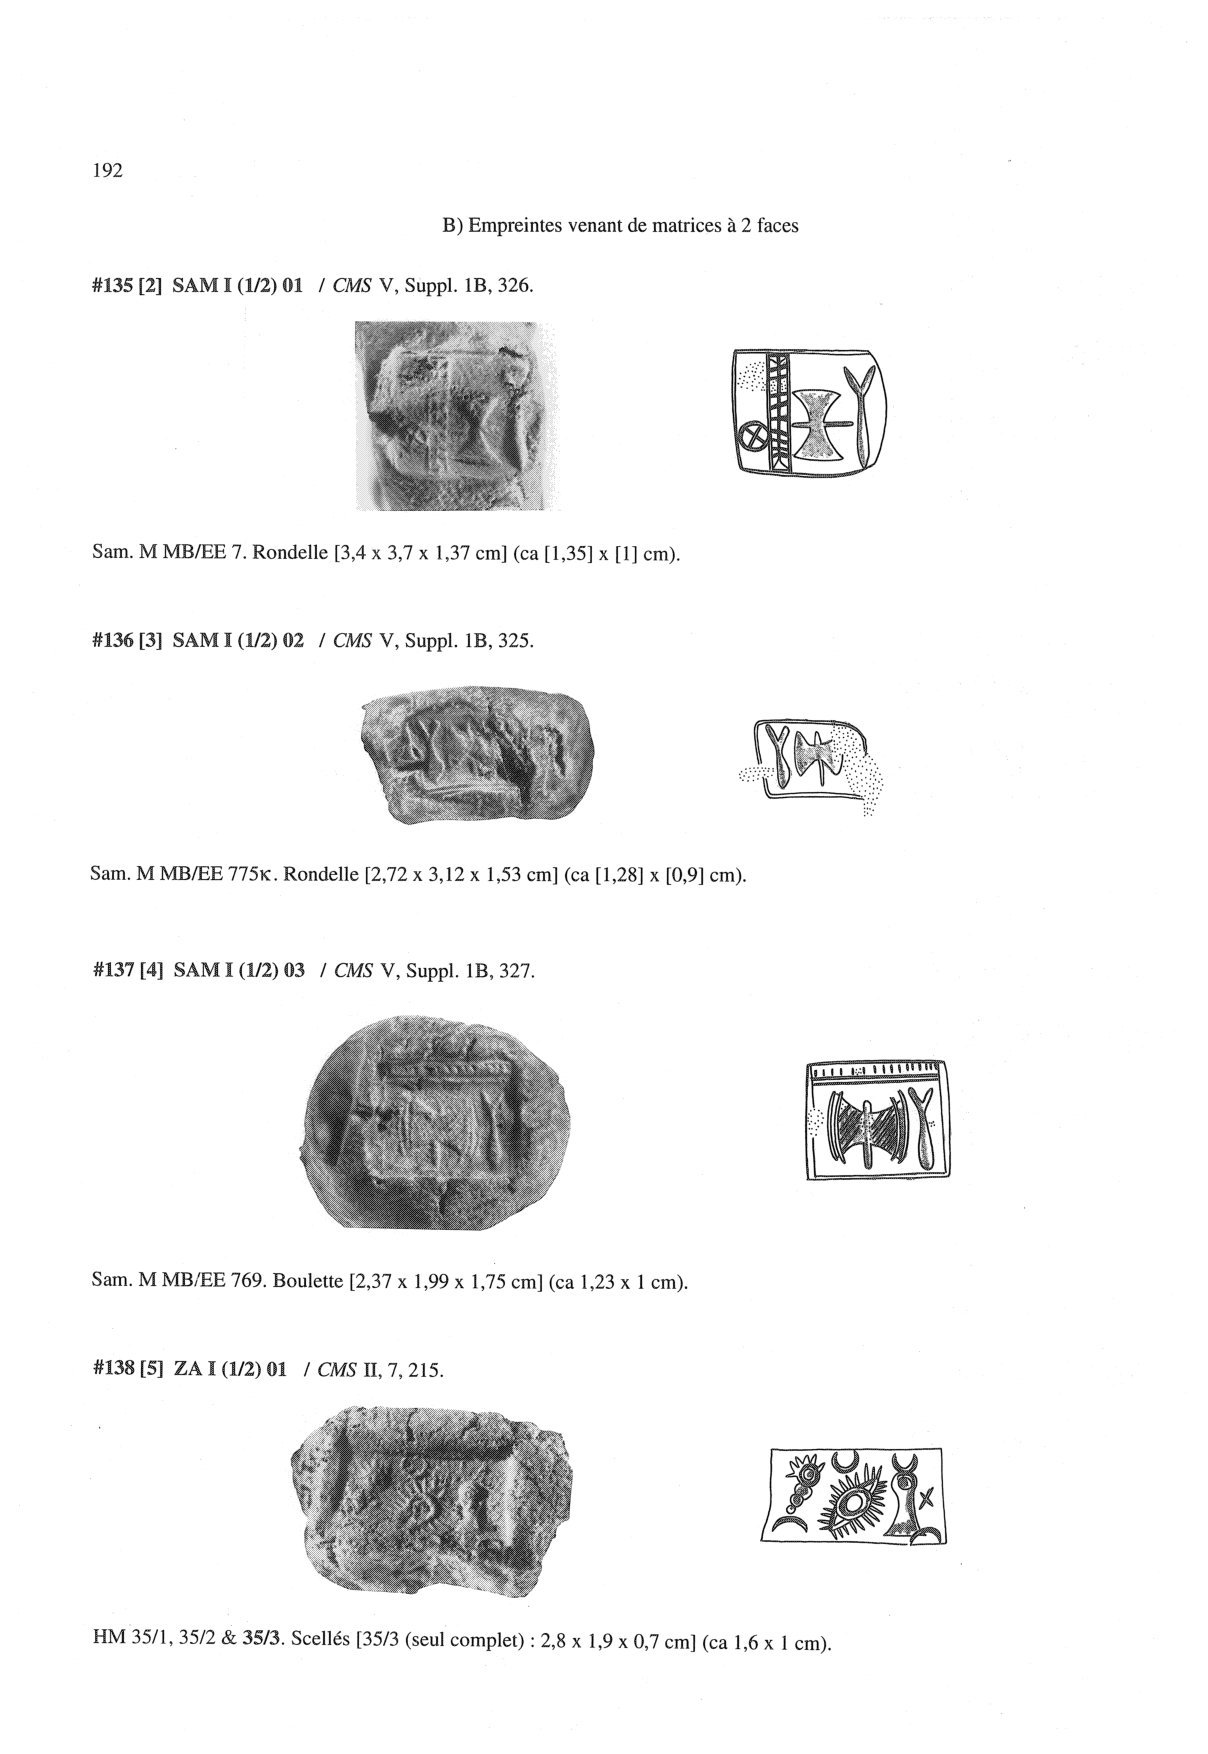 192
B) Empreintes venant de matrices à 2 faces
#135 [2] SAM I (1/2) 01 / CMS V, Suppl. 1B, 326.
Sam. M MB/EE 7. Rondelle [3,4 x 3,7 x 1,37 cm] (ca [1,35] x [1] cm).
#136 [3] SAM I (1/2) 02 / CMS V, Suppl. 1B, 325.
Sam. M MB/EE 775κ. Rondelle [2,72 x 3,12 x 1,53 cm] (ca [1,28] x [0,9] cm).
#137 [4] SAM I (1/2) 03 / CMS V, Suppl. 1B, 327.
Sam. M MB/EE 769. Boulette [2,37 x 1,99 x 1,75 cm] (ca 1,23 x 1 cm).
#138 [5] ZA I (1/2) 01 / CMS II, 7, 215.
HM 35/1, 35/2 & 35/3. Scellés [35/3 (seul complet) : 2,8 x 1,9 x 0,7 cm] (ca 1,6 x 1 cm).